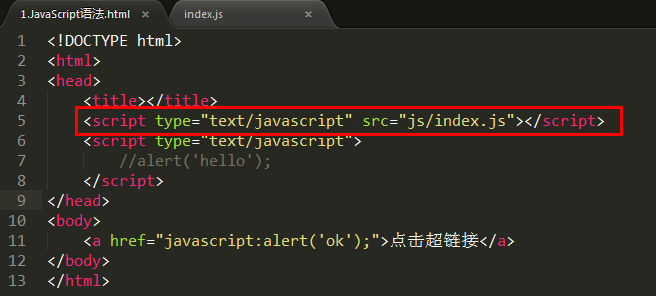 1.JavaScript语法.html × index.js ×
1 <!DOCTYPE html>
2 <html>
3 <head>
4     <title></title>
5     <script type="text/javascript" src="js/index.js"></script>
6     <script type="text/javascript">
7         //alert('hello');
8     </script>
9 </head>
10 <body>
11     <a href="javascript:alert('ok');">点击超链接</a>
12 </body>
13 </html>